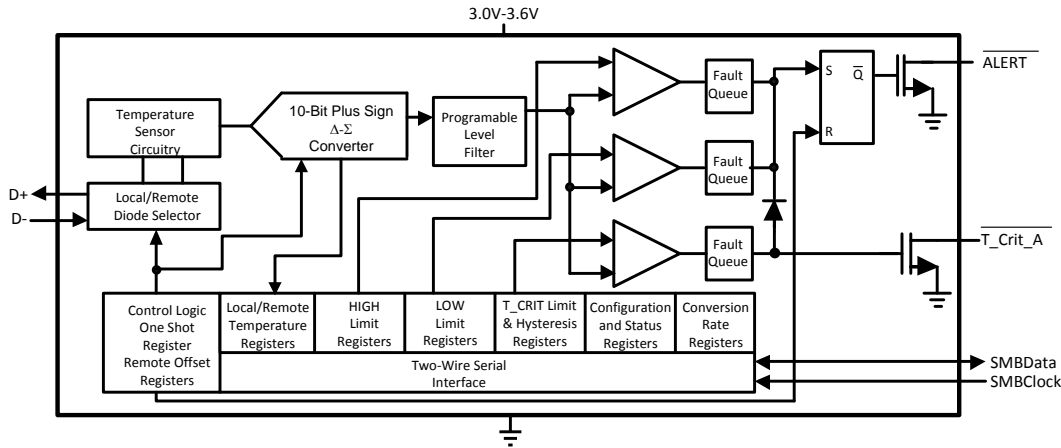 3.0V-3.6V
Temperature
Sensor
Circuitry
10-Bit Plus Sign
Δ-Σ
Converter
Programable
Level
Filter
Fault
Queue
S
Q
R
ALERT
Fault
Queue
D+
D-
Local/Remote
Diode Selector
Fault
Queue
T_Crit_A
Control Logic
One Shot
Register
Remote Offset
Registers
Local/Remote
Temperature
Registers
HIGH
Limit
Registers
LOW
Limit
Registers
T_CRIT Limit
& Hysteresis
Registers
Configuration
and Status
Registers
Conversion
Rate
Registers
Two-Wire Serial
Interface
SMBData
SMBClock